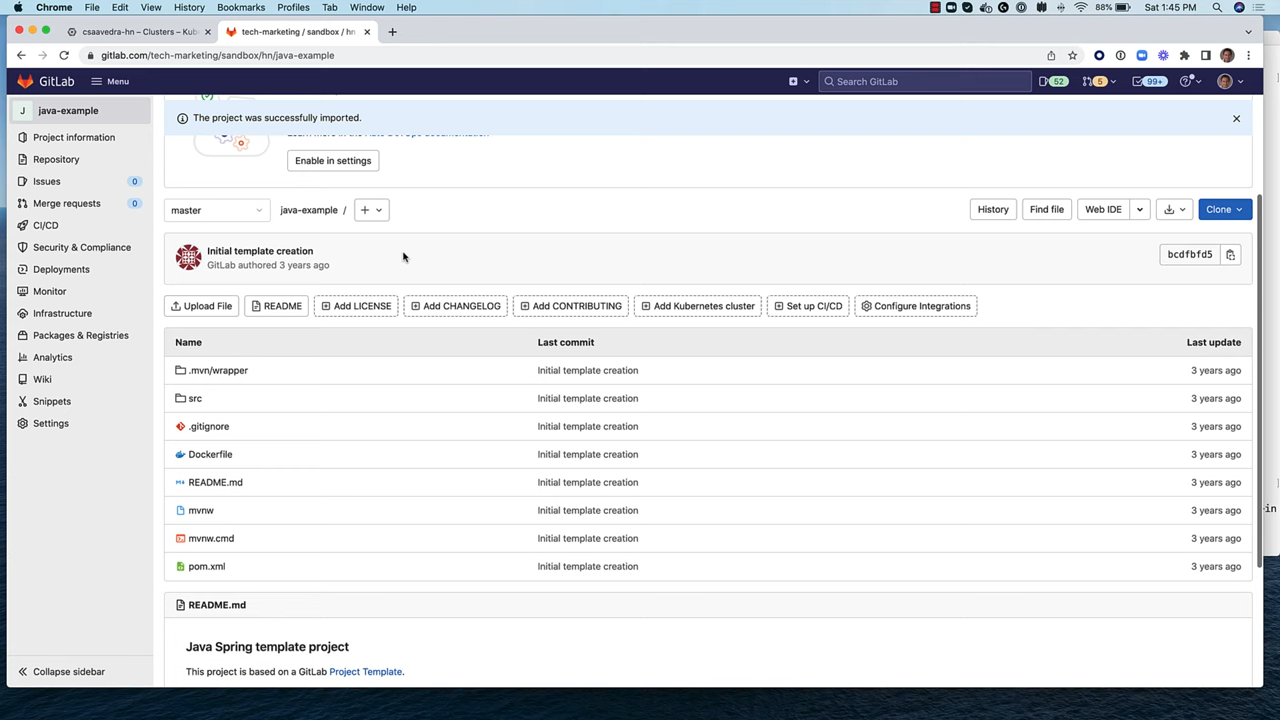 Chrome File Edit View History Bookmarks Profiles Tab Window Help 88% Sat 1:45 PM
csaavedra-hn – Clusters – Kub
tech-marketing / sandbox / hn
gitlab.com/tech-marketing/sandbox/hn/java-example
GitLab Menu Search GitLab 52 5 99+
J java-example
Project information
Repository
Issues 0
Merge requests 0
CI/CD
Security & Compliance
Deployments
Monitor
Infrastructure
Packages & Registries
Analytics
Wiki
Snippets
Settings
Collapse sidebar
The project was successfully imported.
Enable in settings
master java-example / + History Find file Web IDE Clone
Initial template creation
GitLab authored 3 years ago
bcdfbfd5
Upload File README Add LICENSE Add CHANGELOG Add CONTRIBUTING Add Kubernetes cluster Set up CI/CD Configure Integrations
Name Last commit Last update
.mvn/wrapper Initial template creation 3 years ago
src Initial template creation 3 years ago
.gitignore Initial template creation 3 years ago
Dockerfile Initial template creation 3 years ago
README.md Initial template creation 3 years ago
mvnw Initial template creation 3 years ago
mvnw.cmd Initial template creation 3 years ago
pom.xml Initial template creation 3 years ago
README.md
Java Spring template project
This project is based on a GitLab Project Template.